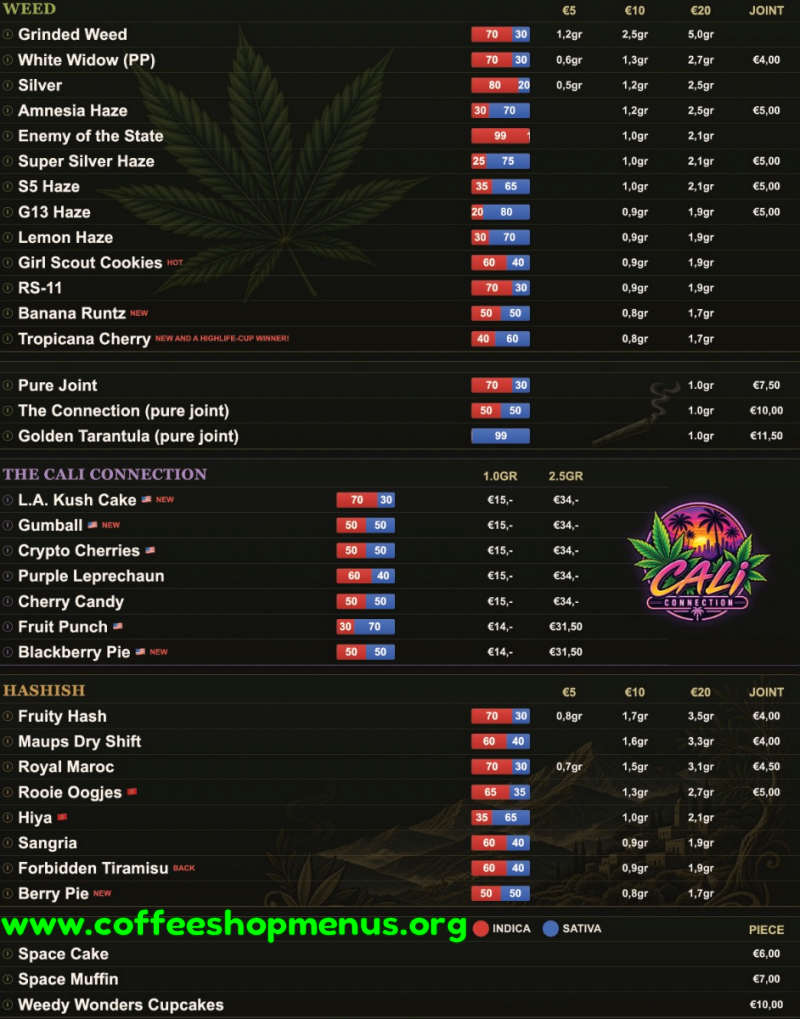 WEED €5 €10 €20 JOINT
Grinded Weed 70 30 1,2gr 2,5gr 5,0gr
White Widow (PP) 70 30 0,6gr 1,3gr 2,7gr €4,00
Silver 80 20 0,5gr 1,2gr 2,5gr
Amnesia Haze 30 70 1,2gr 2,5gr €5,00
Enemy of the State 99 1 1,0gr 2,1gr
Super Silver Haze 25 75 1,0gr 2,1gr €5,00
S5 Haze 35 65 1,0gr 2,1gr €5,00
G13 Haze 20 80 0,9gr 1,9gr €5,00
Lemon Haze 30 70 0,9gr 1,9gr
Girl Scout Cookies HOT 60 40 0,9gr 1,9gr
RS-11 70 30 0,9gr 1,9gr
Banana Runtz NEW 50 50 0,8gr 1,7gr
Tropicana Cherry NEW AND A HIGHLIFE-CUP WINNER! 40 60 0,8gr 1,7gr
Pure Joint 70 30 1.0gr €7,50
The Connection (pure joint) 50 50 1.0gr €10,00
Golden Tarantula (pure joint) 99 1.0gr €11,50
THE CALI CONNECTION 1.0GR 2.5GR
L.A. Kush Cake NEW 70 30 €15,- €34,-
Gumball NEW 50 50 €15,- €34,-
Crypto Cherries 50 50 €15,- €34,-
Purple Leprechaun 60 40 €15,- €34,-
Cherry Candy 50 50 €15,- €34,-
Fruit Punch 30 70 €14,- €31,50
Blackberry Pie NEW 50 50 €14,- €31,50
CALI
CONNECTION
HASHISH €5 €10 €20 JOINT
Fruity Hash 70 30 0,8gr 1,7gr 3,5gr €4,00
Maups Dry Shift 60 40 1,6gr 3,3gr €4,00
Royal Maroc 70 30 0,7gr 1,5gr 3,1gr €4,50
Rooie Oogjes 65 35 1,3gr 2,7gr €5,00
Hiya 35 65 1,0gr 2,1gr
Sangria 60 40 0,9gr 1,9gr
Forbidden Tiramisu BACK 60 40 0,9gr 1,9gr
Berry Pie NEW 50 50 0,8gr 1,7gr
www.coffeeshopmenus.org INDICA SATIVA PIECE
Space Cake €6,00
Space Muffin €7,00
Weedy Wonders Cupcakes €10,00